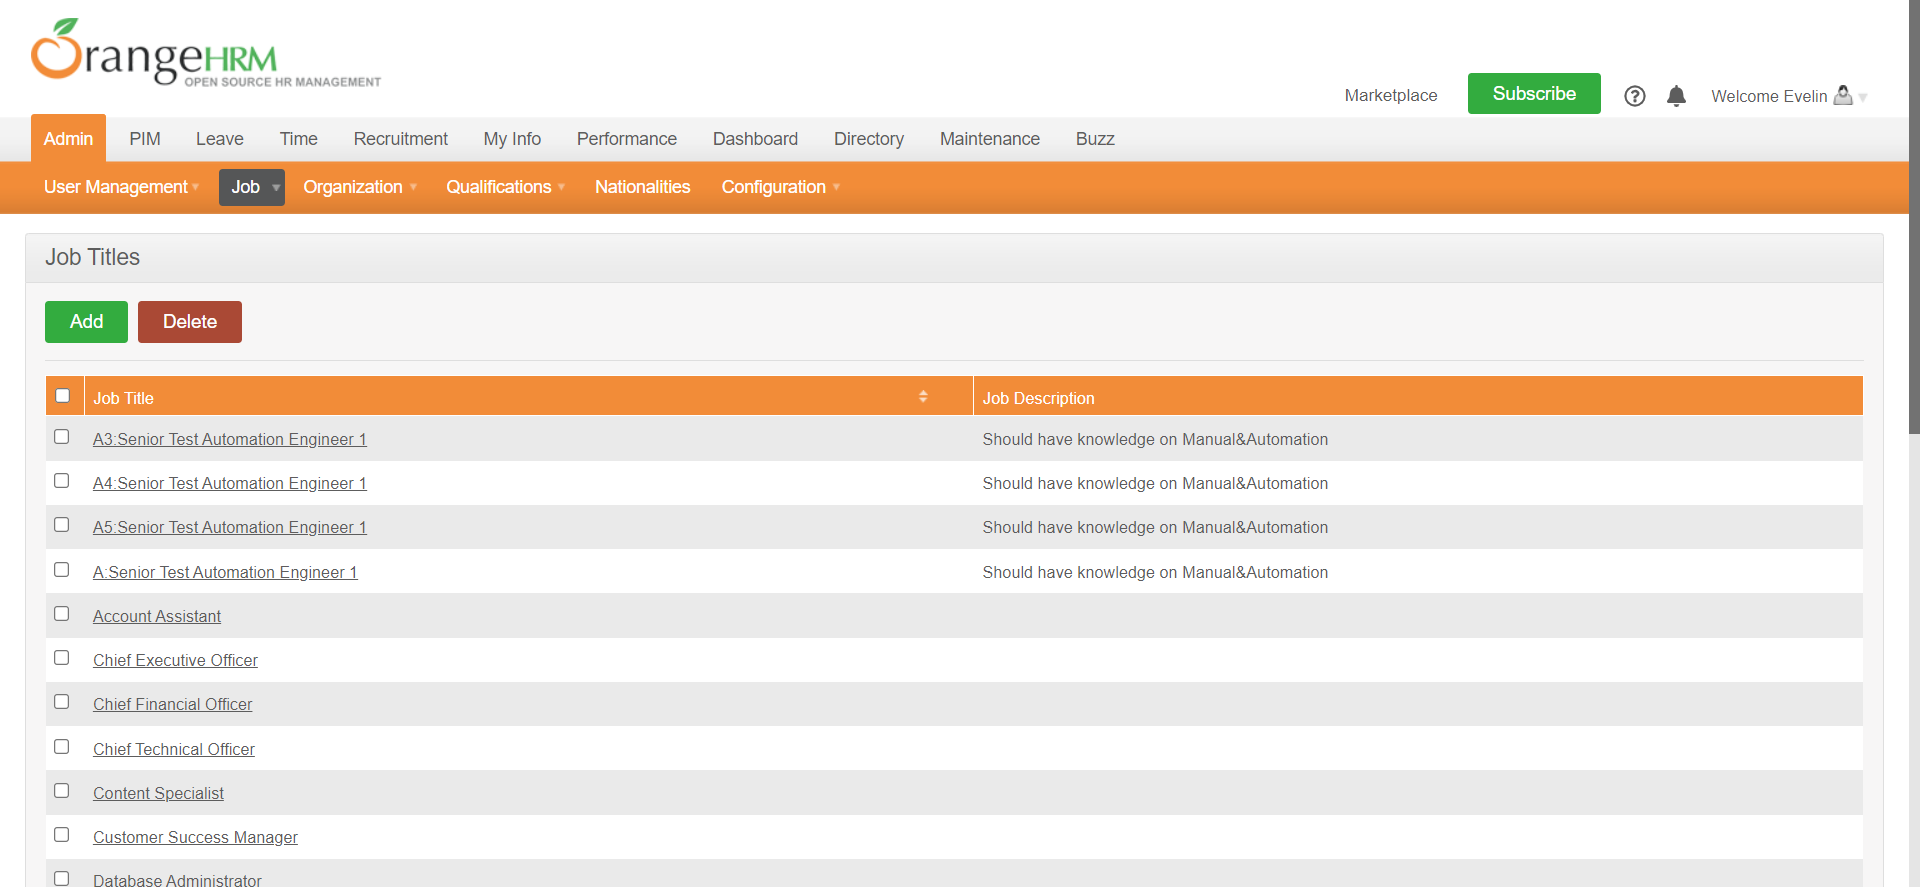 OrangeHRM
OPEN SOURCE HR MANAGEMENT
Marketplace
Subscribe
Welcome Evelin
Admin PIM Leave Time Recruitment My Info Performance Dashboard Directory Maintenance Buzz
User Management Job Organization Qualifications Nationalities Configuration
Job Titles
Add Delete
Job Title Job Description
A3:Senior Test Automation Engineer 1 Should have knowledge on Manual&Automation
A4:Senior Test Automation Engineer 1 Should have knowledge on Manual&Automation
A5:Senior Test Automation Engineer 1 Should have knowledge on Manual&Automation
A:Senior Test Automation Engineer 1 Should have knowledge on Manual&Automation
Account Assistant
Chief Executive Officer
Chief Financial Officer
Chief Technical Officer
Content Specialist
Customer Success Manager
Database Administrator